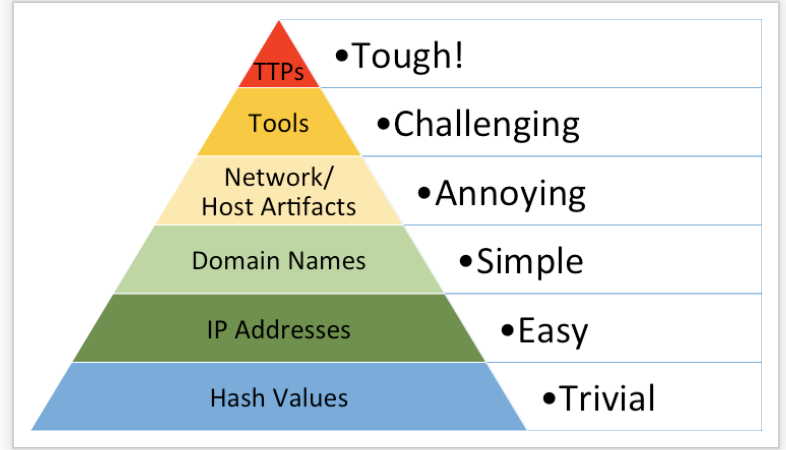 TTPs
•Tough!
Tools
•Challenging
Network/
Host Artifacts
•Annoying
Domain Names
•Simple
IP Addresses
•Easy
Hash Values
•Trivial